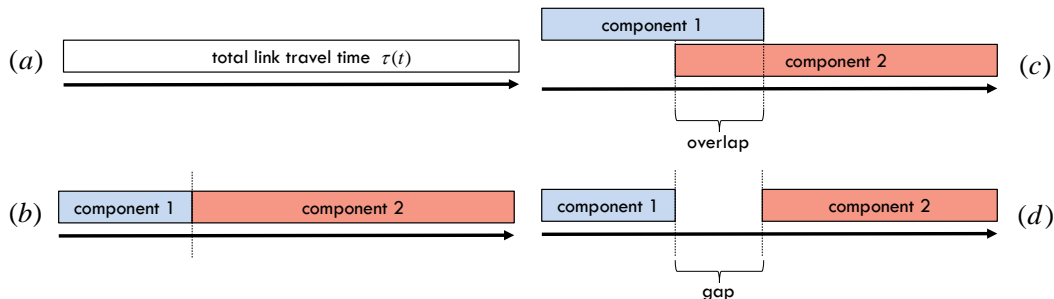 (a)
total link travel time τ(t)
component 1
component 2
(c)
overlap
(b)
component 1
component 2
component 1
component 2
(d)
gap